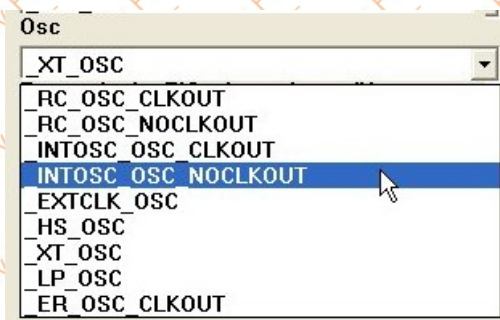 Osc
_XT_OSC
_RC_OSC_CLKOUT
_RC_OSC_NOCLKOUT
_INTOSC_OSC_CLKOUT
_INTOSC_OSC_NOCLKOUT
_EXTCLK_OSC
_HS_OSC
_XT_OSC
_LP_OSC
_ER_OSC_CLKOUT